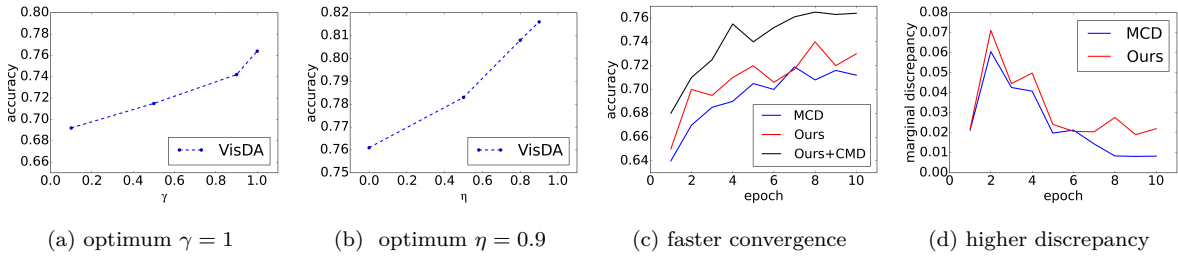 0.80
0.78
0.76
0.74
0.72
0.70
0.68
0.66
accuracy
0.0 0.2 0.4 0.6 0.8 1.0
γ
VisDA
(a) optimum γ = 1
0.82
0.81
0.80
0.79
0.78
0.77
0.76
0.75
accuracy
0.0 0.2 0.4 0.6 0.8 1.0
η
VisDA
(b) optimum η = 0.9
0.76
0.74
0.72
0.70
0.68
0.66
0.64
accuracy
0 2 4 6 8 10
epoch
MCD
Ours
Ours+CMD
(c) faster convergence
0.08
0.07
0.06
0.05
0.04
0.03
0.02
0.01
0.00
marginal discrepancy
0 2 4 6 8 10
epoch
MCD
Ours
(d) higher discrepancy